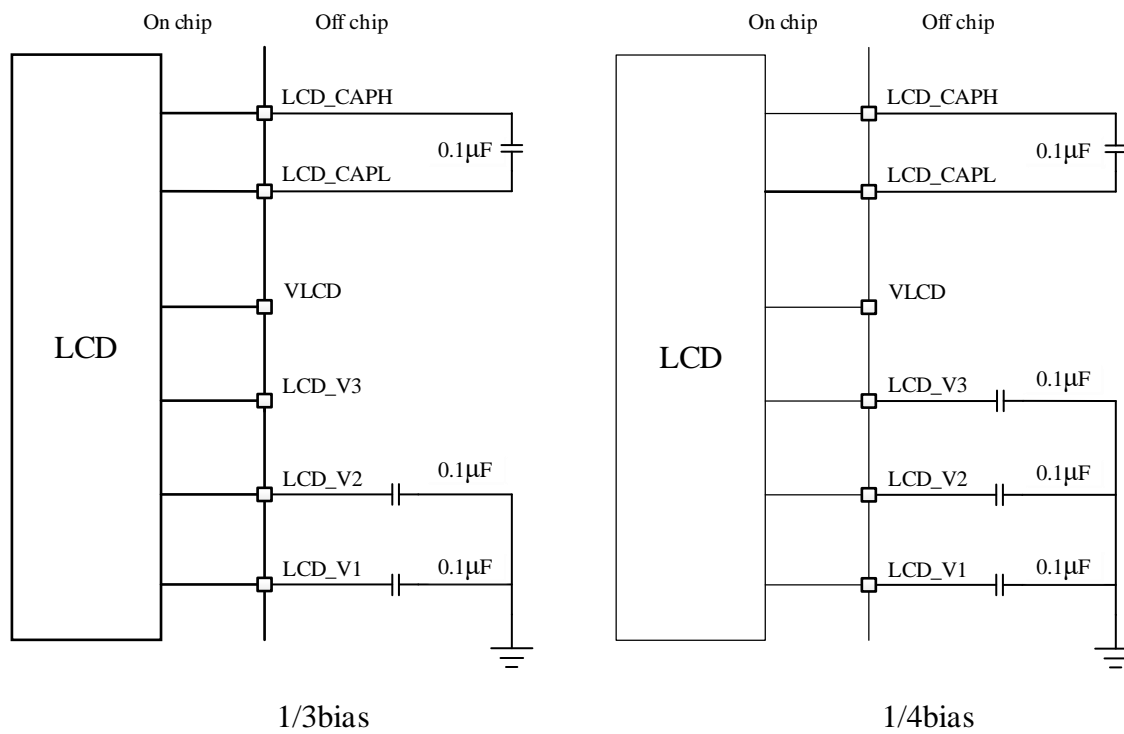 On chip
Off chip
LCD_CAPH
0.1μF
LCD_CAPL
VLCD
LCD
LCD_V3
LCD_V2
0.1μF
LCD_V1
0.1μF
1/3bias
On chip
Off chip
LCD_CAPH
0.1μF
LCD_CAPL
VLCD
LCD
LCD_V3
0.1μF
LCD_V2
0.1μF
LCD_V1
0.1μF
1/4bias